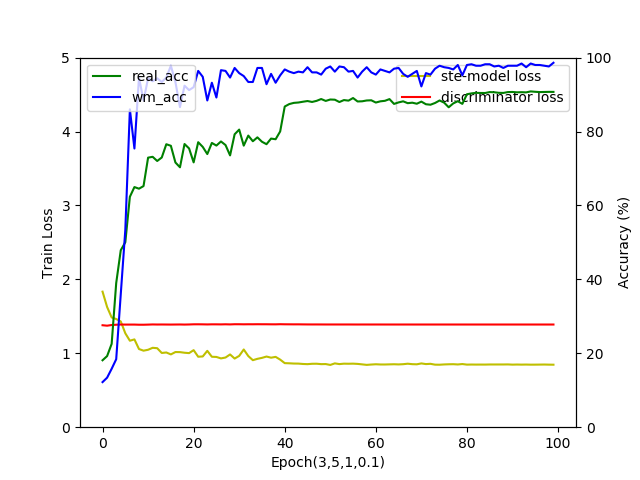 real_acc
wm_acc
ste-model loss
discriminator loss
5
4
3
2
1
0
Train Loss
100
80
60
40
20
0
Accuracy (%)
0 20 40 60 80 100
Epoch(3,5,1,0.1)